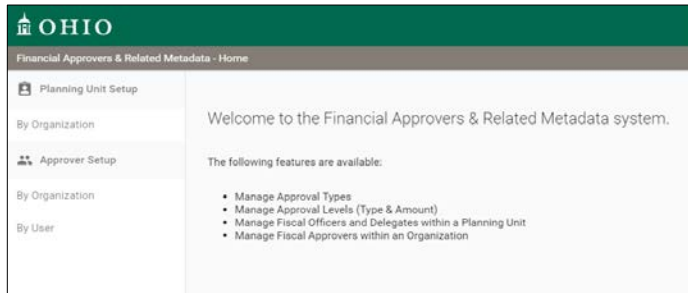 OHIO
Financial Approvers & Related Metadata - Home
Planning Unit Setup
By Organization
Approver Setup
By Organization
By User
Welcome to the Financial Approvers & Related Metadata system.
The following features are available:
• Manage Approval Types
• Manage Approval Levels (Type & Amount)
• Manage Fiscal Officers and Delegates within a Planning Unit
• Manage Fiscal Approvers within an Organization